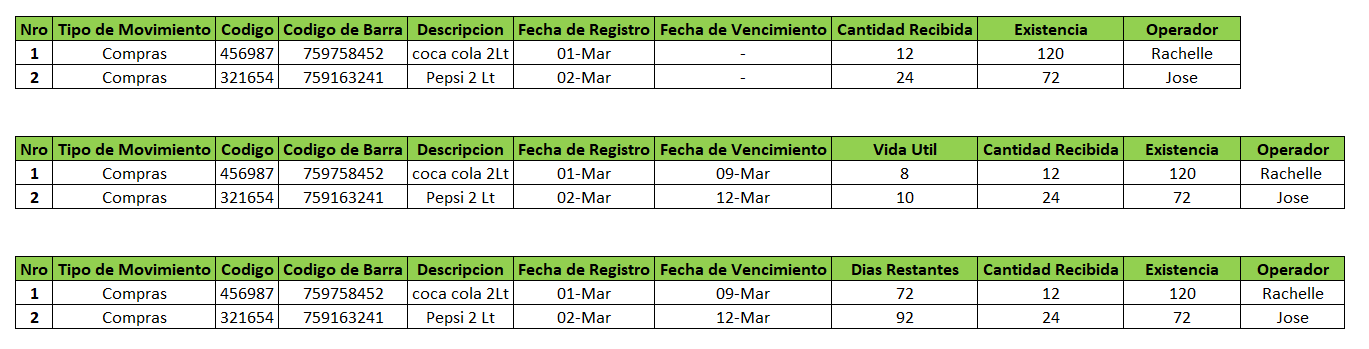 Nro Tipo de Movimiento Codigo Codigo de Barra Descripcion Fecha de Registro Fecha de Vencimiento Cantidad Recibida Existencia Operador
1 Compras 456987 759758452 coca cola 2Lt 01-Mar - 12 120 Rachelle
2 Compras 321654 759163241 Pepsi 2 Lt 02-Mar - 24 72 Jose
Nro Tipo de Movimiento Codigo Codigo de Barra Descripcion Fecha de Registro Fecha de Vencimiento Vida Util Cantidad Recibida Existencia Operador
1 Compras 456987 759758452 coca cola 2Lt 01-Mar 09-Mar 8 12 120 Rachelle
2 Compras 321654 759163241 Pepsi 2 Lt 02-Mar 12-Mar 10 24 72 Jose
Nro Tipo de Movimiento Codigo Codigo de Barra Descripcion Fecha de Registro Fecha de Vencimiento Dias Restantes Cantidad Recibida Existencia Operador
1 Compras 456987 759758452 coca cola 2Lt 01-Mar 09-Mar 72 12 120 Rachelle
2 Compras 321654 759163241 Pepsi 2 Lt 02-Mar 12-Mar 92 24 72 Jose